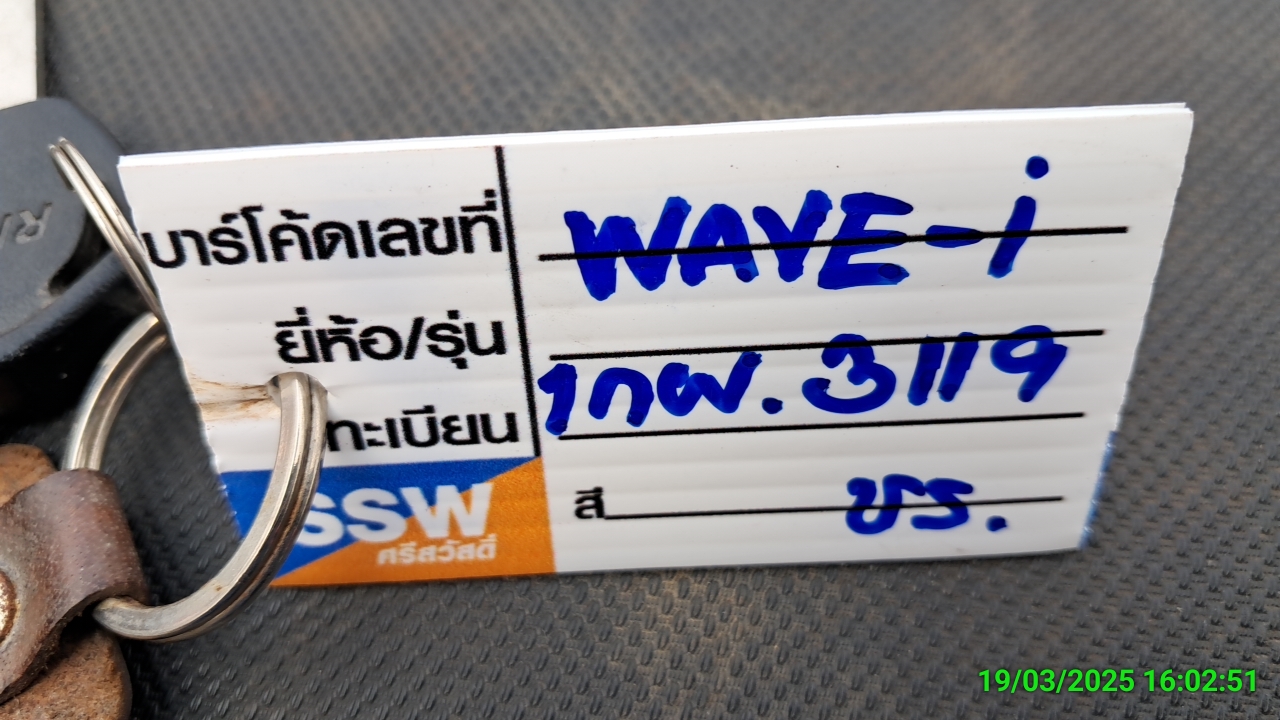 บาร์โค้ดเลขที่ WAVE-i
ยี่ห้อ/รุ่น
ทะเบียน 1กผ. 3119
สี ชร.
SSW
ศรีสวัสดิ์
19/03/2025 16:02:51